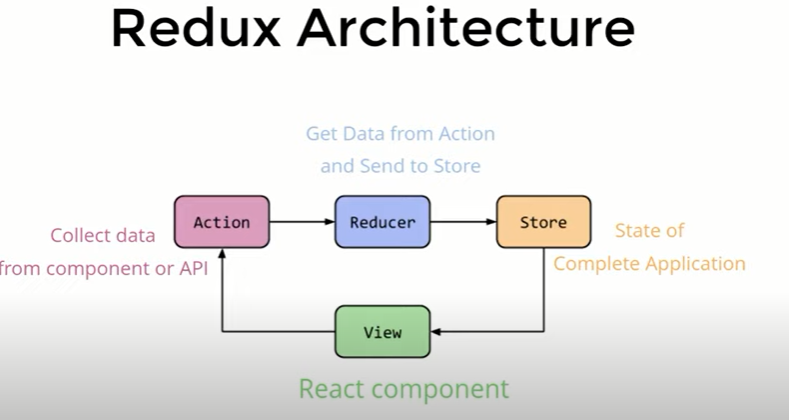 Redux Architecture
Get Data from Action
and Send to Store
Action
Reducer
Store
Collect data
from component or API
State of
Complete Application
View
React component